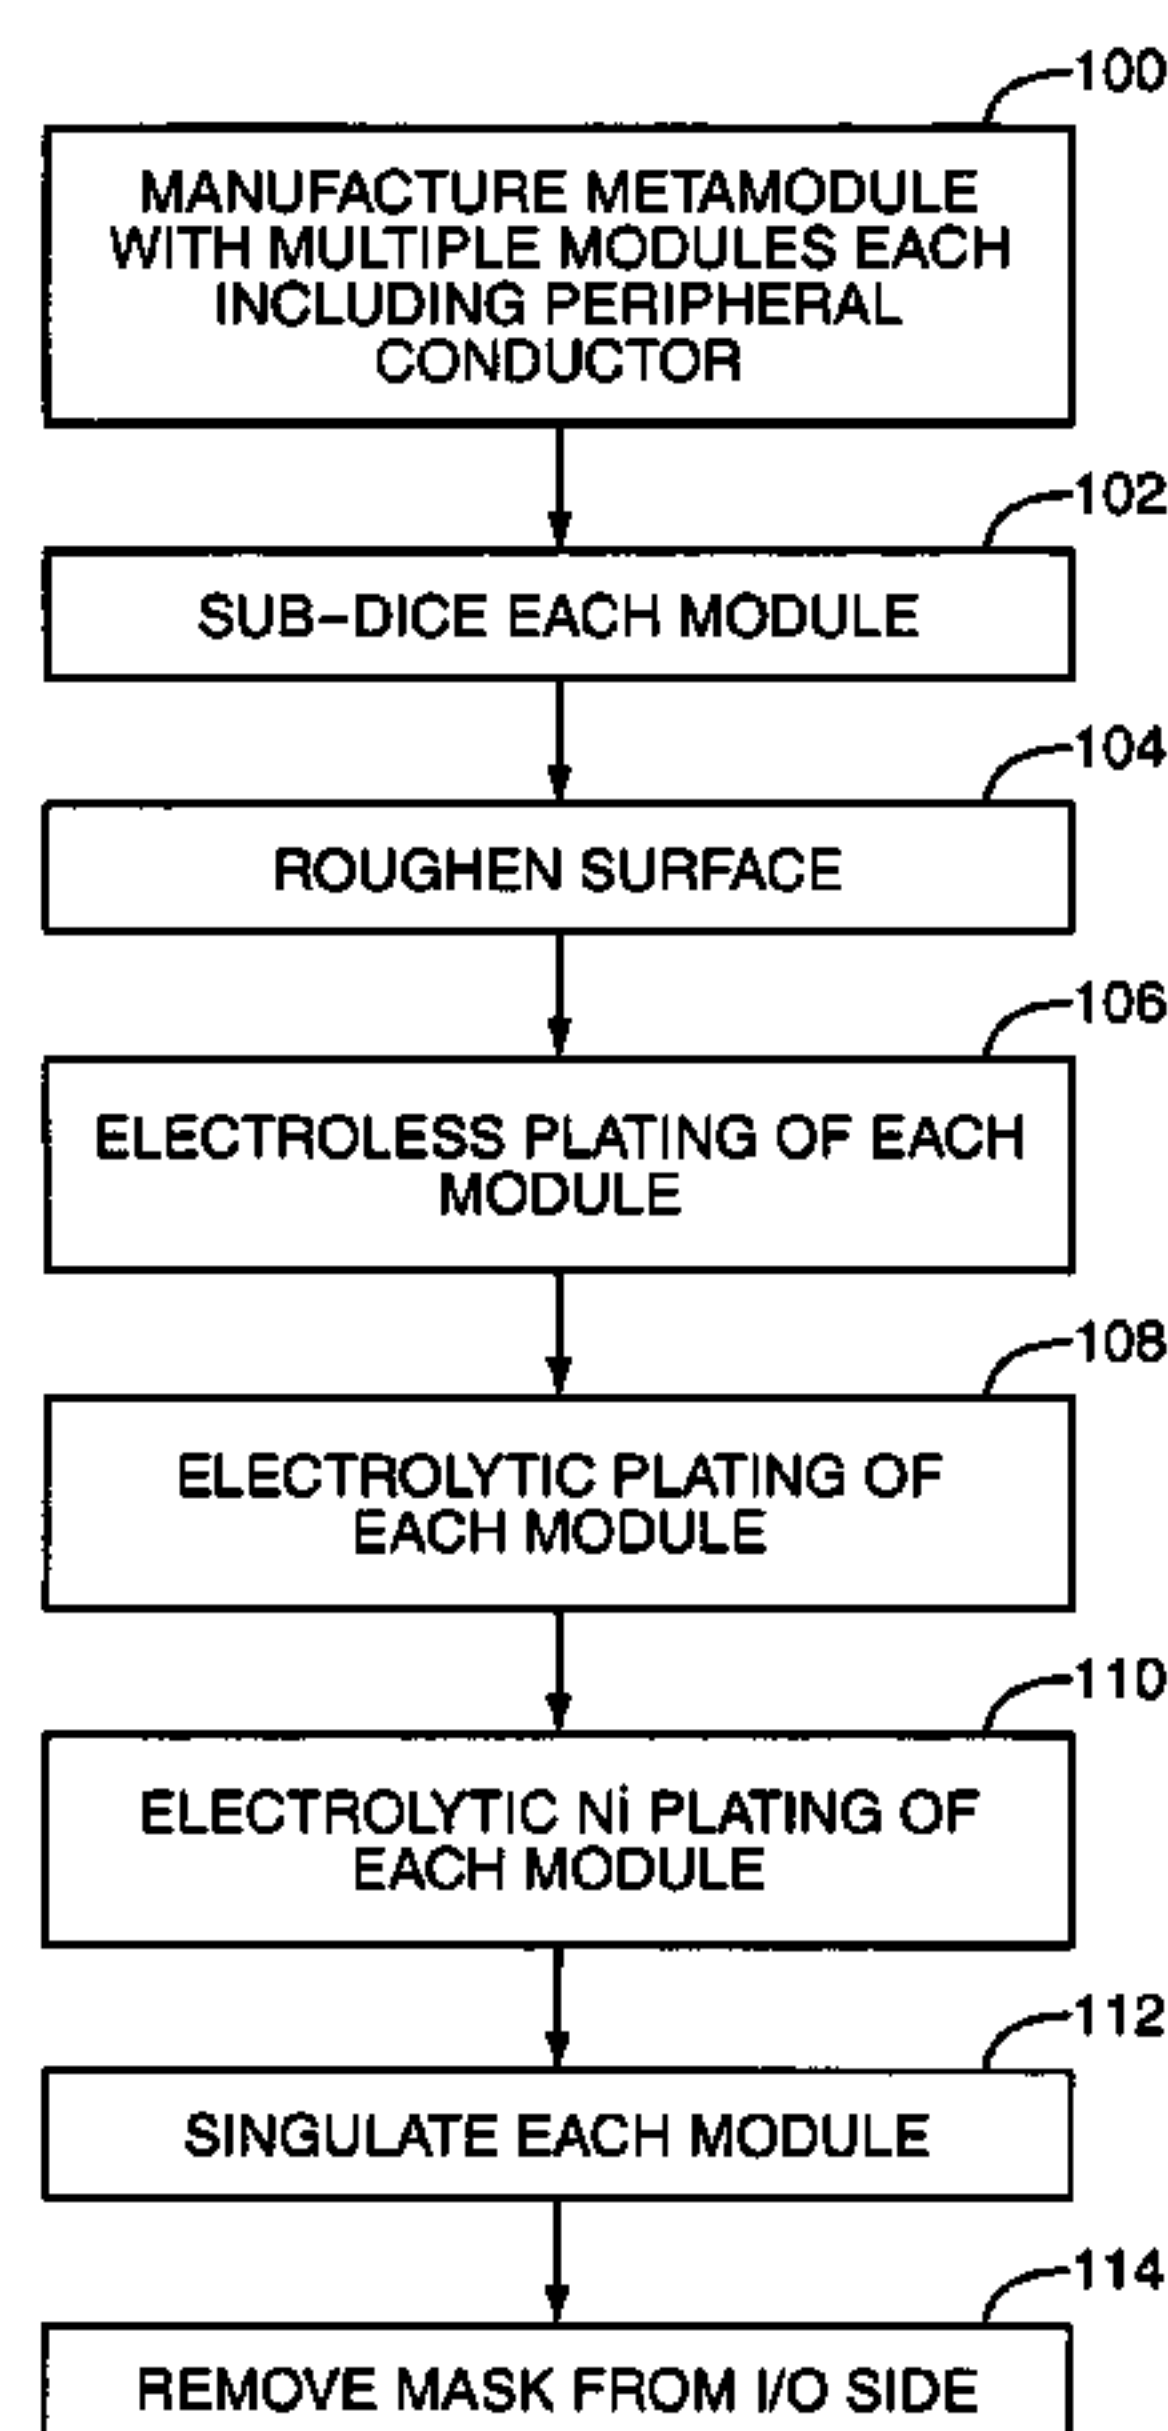 100
MANUFACTURE METAMODULE
WITH MULTIPLE MODULES EACH
INCLUDING PERIPHERAL
CONDUCTOR
102
SUB-DICE EACH MODULE
104
ROUGHEN SURFACE
106
ELECTROLESS PLATING OF EACH
MODULE
108
ELECTROLYTIC PLATING OF
EACH MODULE
110
ELECTROLYTIC Ni PLATING OF
EACH MODULE
112
SINGULATE EACH MODULE
114
REMOVE MASK FROM I/O SIDE